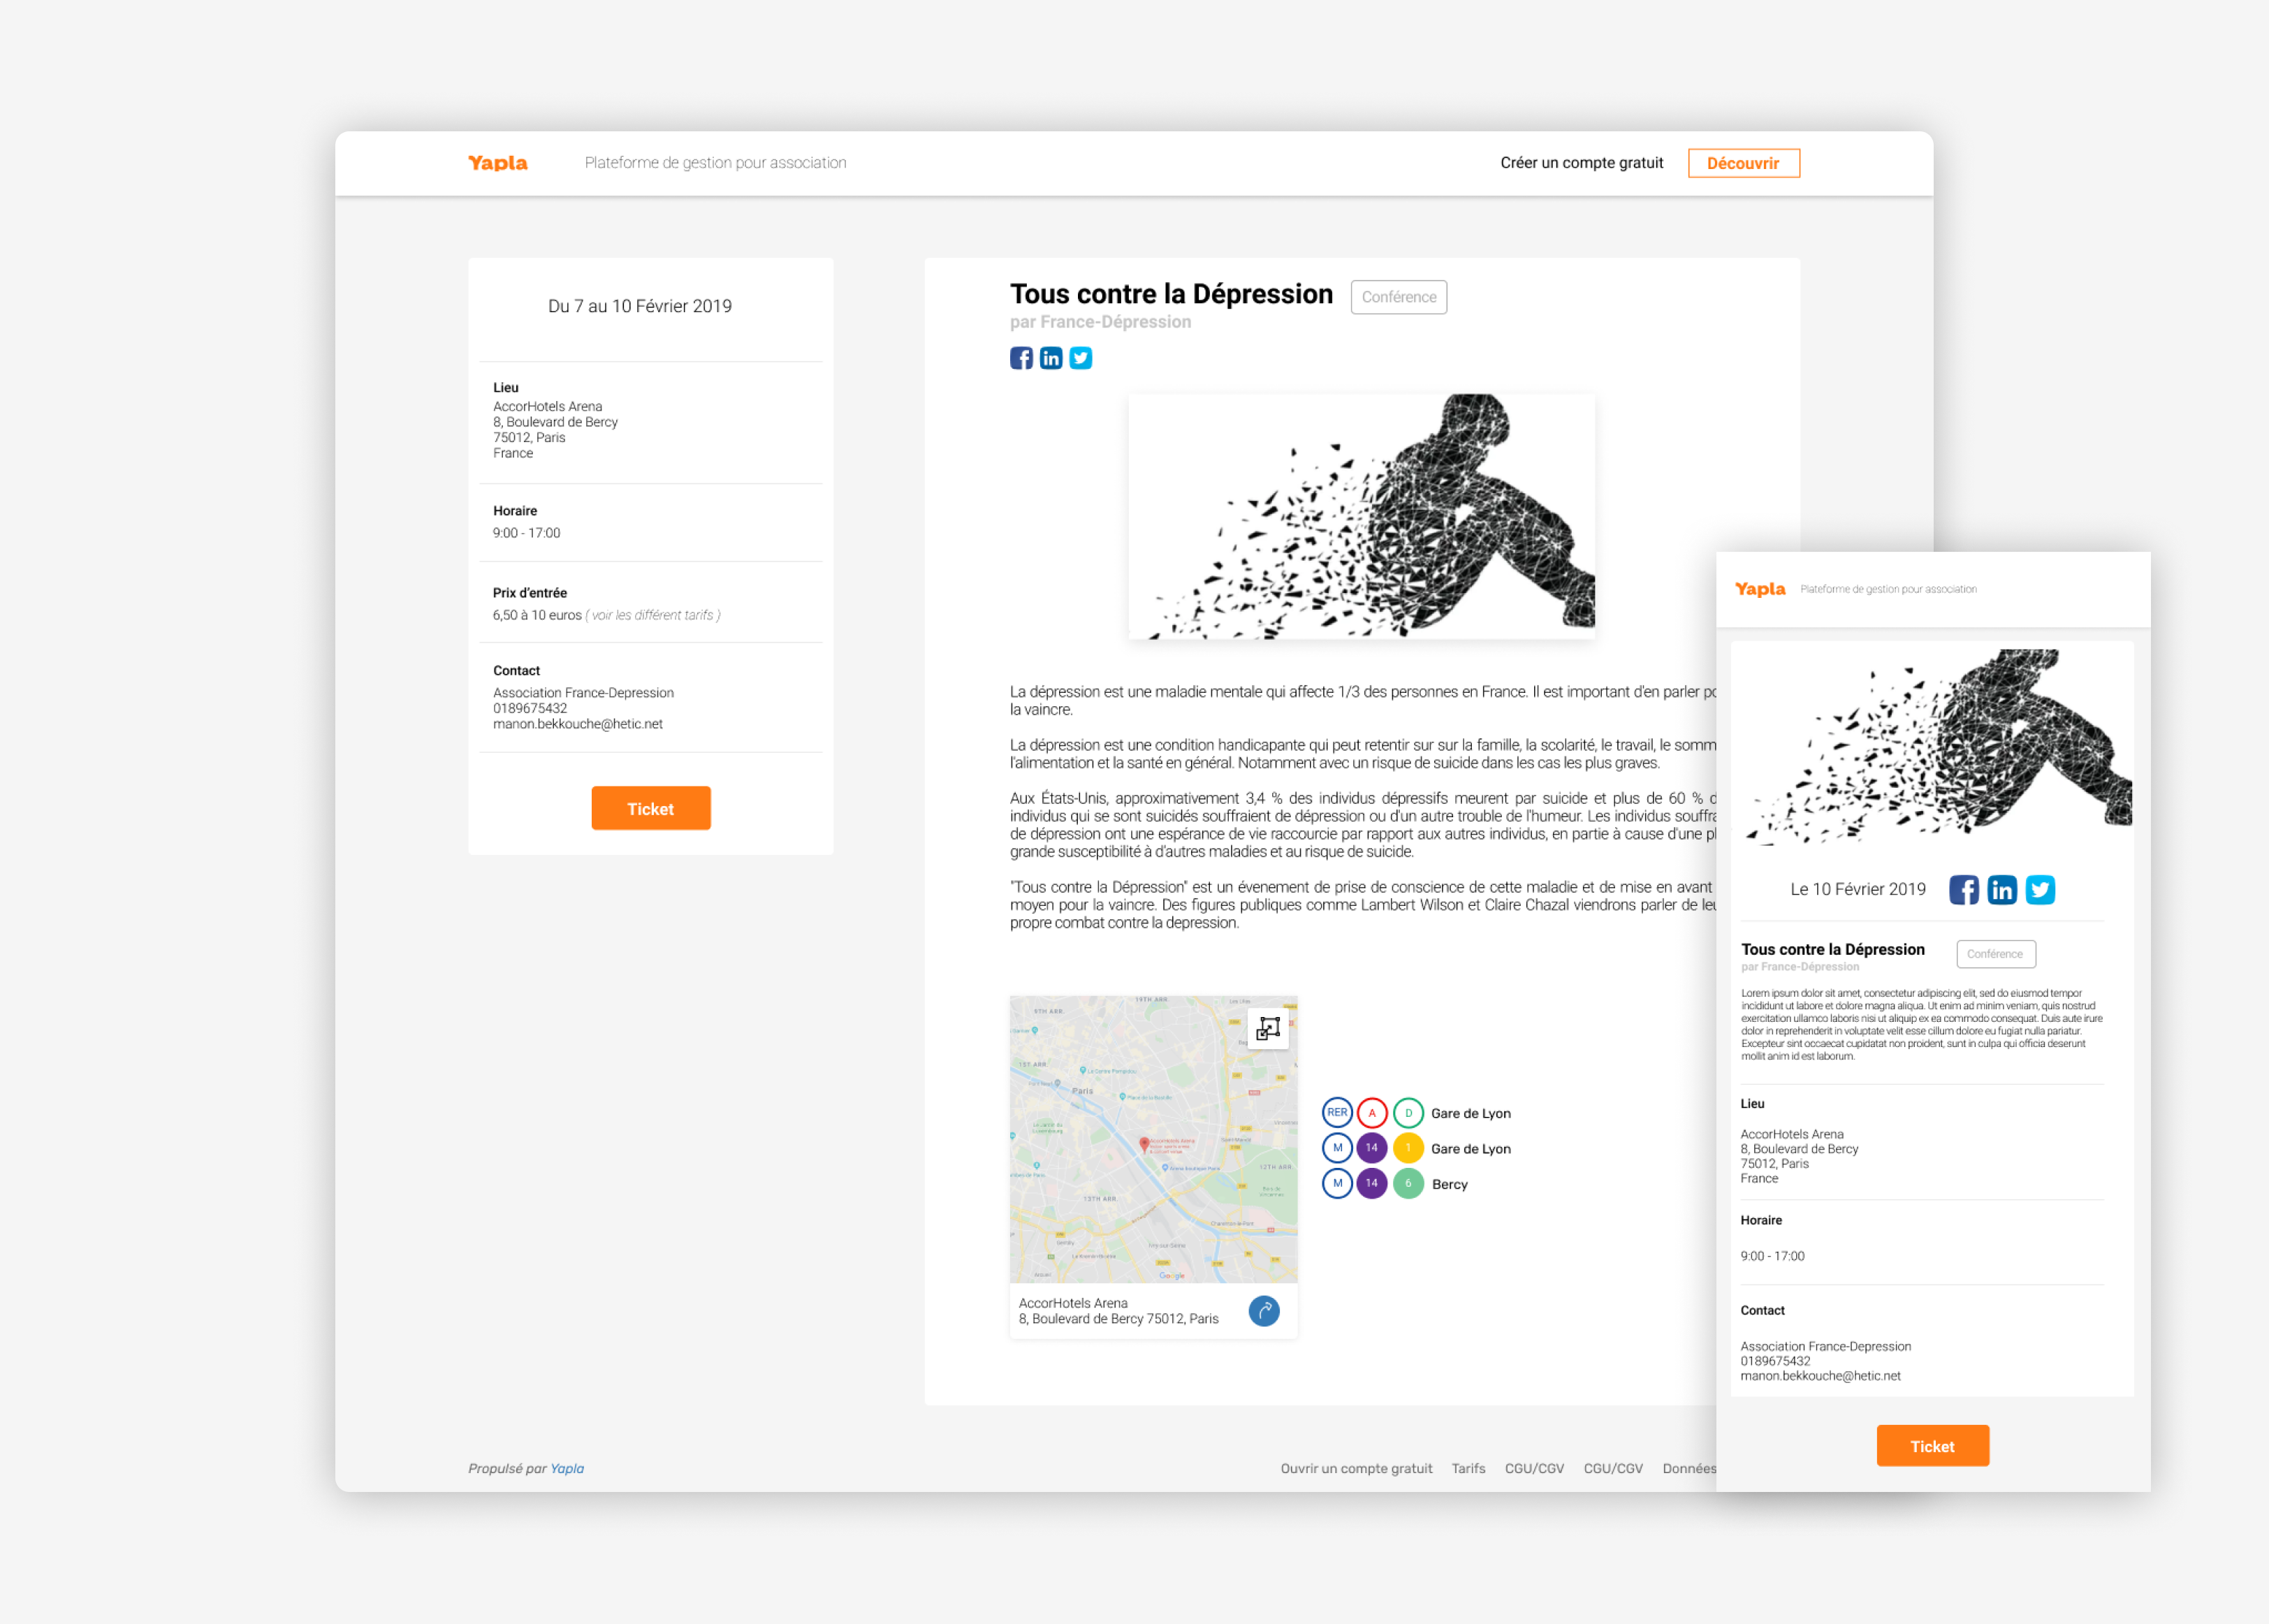 Yapla
Plateforme de gestion pour association
Créer un compte gratuit
Découvrir
Du 7 au 10 Février 2019
Lieu
AccorHotels Arena
8, Boulevard de Bercy
75012, Paris
France
Horaire
9:00 - 17:00
Prix d'entrée
6,50 à 10 euros ( voir les différent tarifs )
Contact
Association France-Depression
0189675432
manon.bekkouche@hetic.net
Ticket
Tous contre la Dépression
Conférence
par France-Dépression
La dépression est une maladie mentale qui affecte 1/3 des personnes en France. Il est important d'en parler
la vaincre.
La dépression est une condition handicapante qui peut retentir sur sur la famille, la scolarité, le travail, le
l'alimentation et la santé en général. Notamment avec un risque de suicide dans les cas les plus graves.
Aux États-Unis, approximativement 3,4 % des individus dépressifs meurent par suicide et plus de 60 %
individus qui se sont suicidés souffraient de dépression ou d'un autre trouble de l'humeur. Les individus
de dépression ont une espérance de vie raccourcie par rapport aux autres individus, en partie à cause d'une
grande susceptibilité à d'autres maladies et au risque de suicide.
"Tous contre la Dépression" est un évenement de prise de conscience de cette maladie et de mise en avant
moyen pour la vaincre. Des figures publiques comme Lambert Wilson et Claire Chazal viendrons parler de
propre combat contre la depression.
Paris
12TH ARR
13TH ARR
Google
AccorHotels Arena
8, Boulevard de Bercy 75012, Paris
RER A D Gare de Lyon
M 14 1 Gare de Lyon
M 14 6 Bercy
Propulsé par Yapla
Ouvrir un compte gratuit Tarifs CGU/CGV CGU/CGV Données
Yapla
Plateforme de gestion pour association
Le 10 Février 2019
Tous contre la Dépression
Conférence
par France-Dépression
Lorem ipsum dolor sit amet, consectetur adipiscing elit, sed do eiusmod tempor
incididunt ut labore et dolore magna aliqua. Ut enim ad minim veniam, quis nostrud
exercitation ullamco laboris nisi ut aliquip ex ea commodo consequat. Duis aute irure
dolor in reprehenderit in voluptate velit esse cillum dolore eu fugiat nulla pariatur.
Excepteur sint occaecat cupidatat non proident, sunt in culpa qui officia deserunt
mollit anim id est laborum.
Lieu
AccorHotels Arena
8, Boulevard de Bercy
75012, Paris
France
Horaire
9:00 - 17:00
Contact
Association France-Depression
0189675432
manon.bekkouche@hetic.net
Ticket